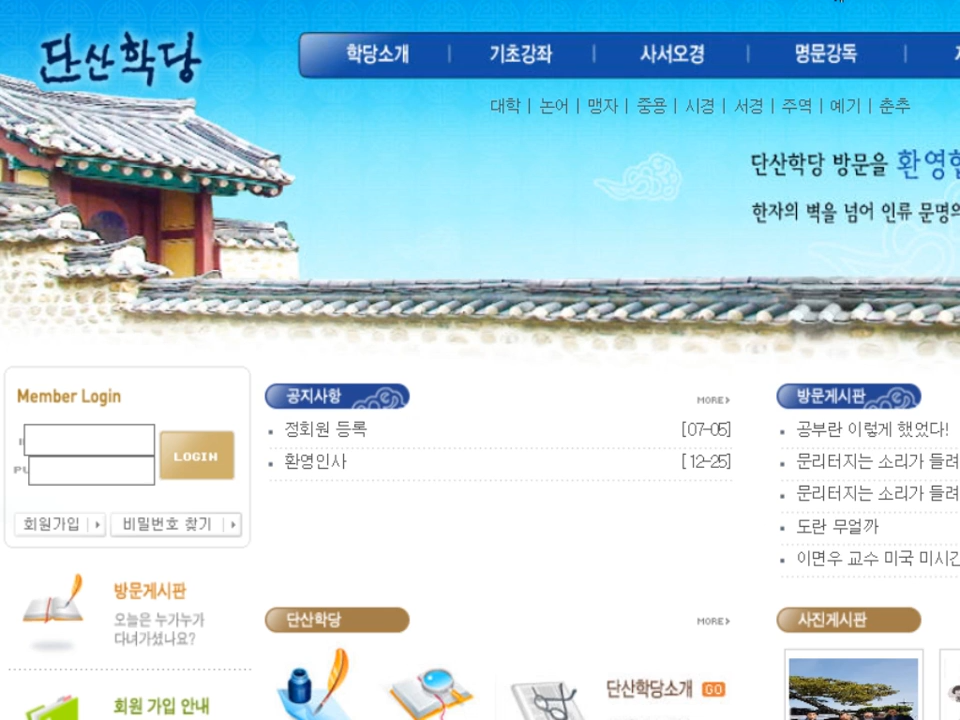 단산학당
학당소개 | 기초강좌 | 사서오경 | 명문강독 |
대학 | 논어 | 맹자 | 중용 | 시경 | 서경 | 주역 | 예기 | 춘추
단산학당 방문을 환영합
한자의 벽을 넘어 인류 문명의
Member Login
LOGIN
회원가입 비밀번호 찾기
방문게시판
오늘은 누가누가
다녀가셨나요?
회원 가입 안내
공지사항 MORE
정회원 등록 [07-05]
환영인사 [12-25]
방문게시판
공부란 이렇게 했었다!
문리터지는 소리가 들려
문리터지는 소리가 들려
도란 무얼까
이면우 교수 미국 미시간
단산학당 MORE
단산학당소개 GO
사진게시판